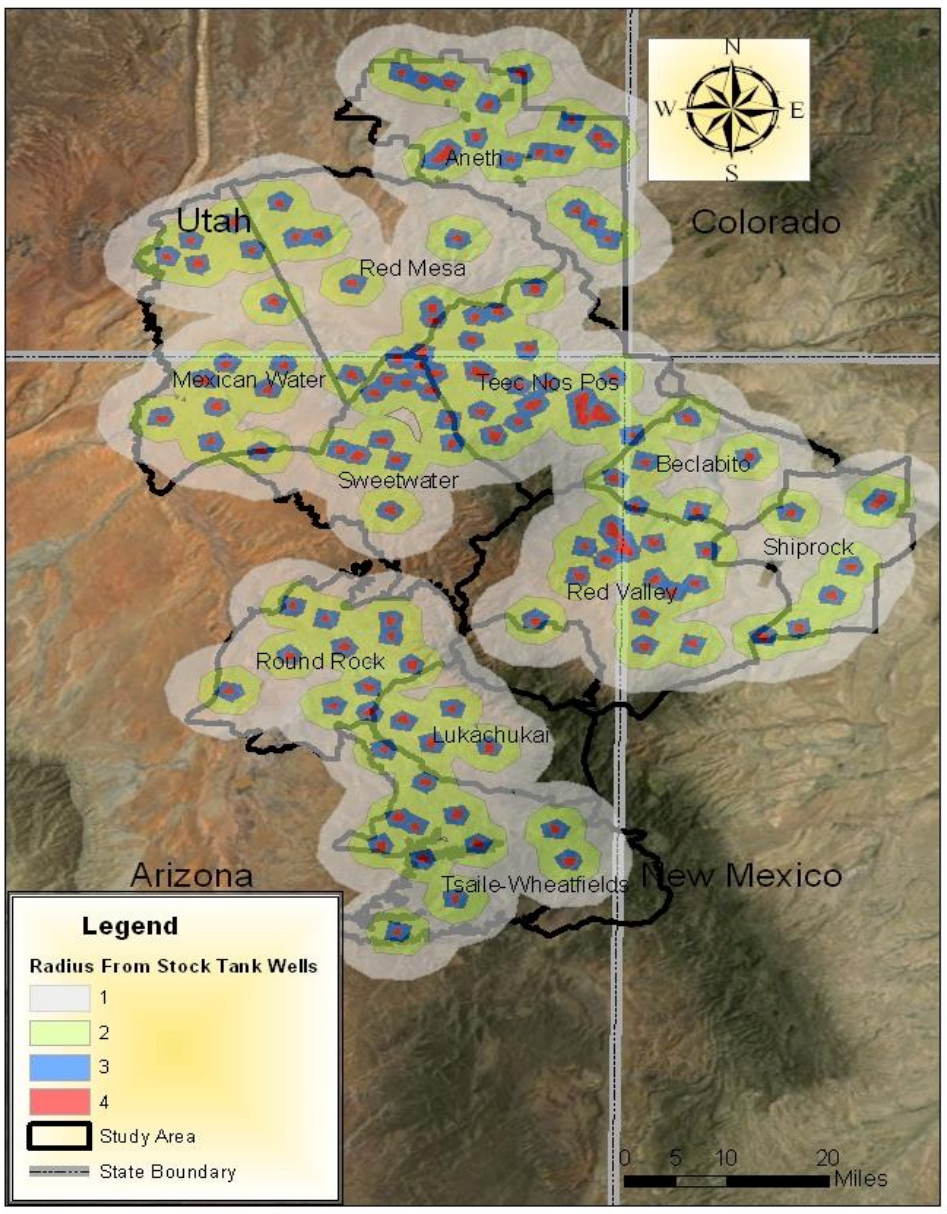 N
W E
S
Aneth
Utah
Colorado
Red Mesa
Mexican Water
Teec Nos Pos
Beclabito
Sweetwater
Shiprock
Red Valley
Round Rock
Lukachukai
Arizona
Tsaile-Wheatfields
New Mexico
Legend
Radius From Stock Tank Wells
1
2
3
4
Study Area
State Boundary
0 5 10 20
Miles